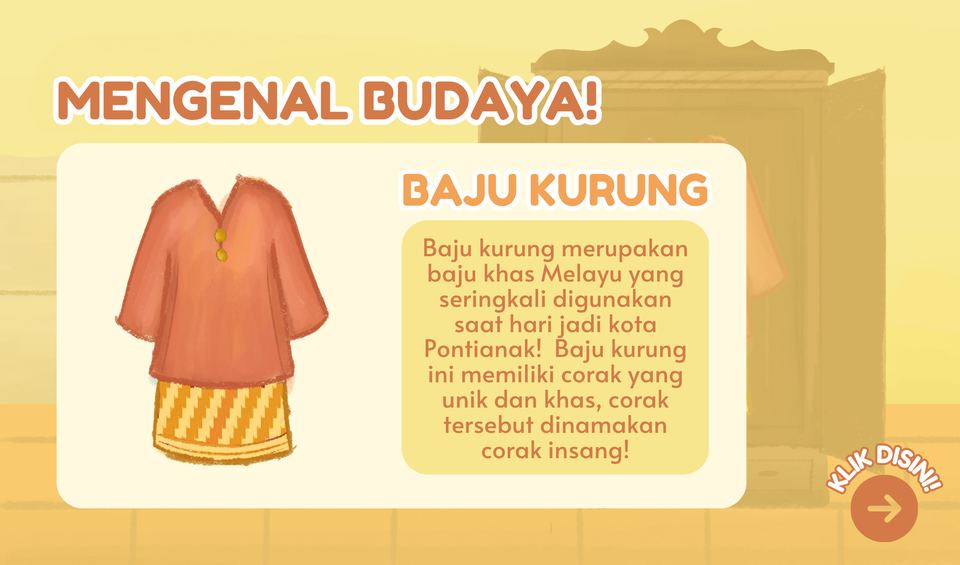 MENGENAL BUDAYA!
BAJU KURUNG
Baju kurung merupakan
baju khas Melayu yang
seringkali digunakan
saat hari jadi kota
Pontianak! Baju kurung
ini memiliki corak yang
unik dan khas, corak
tersebut dinamakan
corak insang!
KLIK DISINI!!